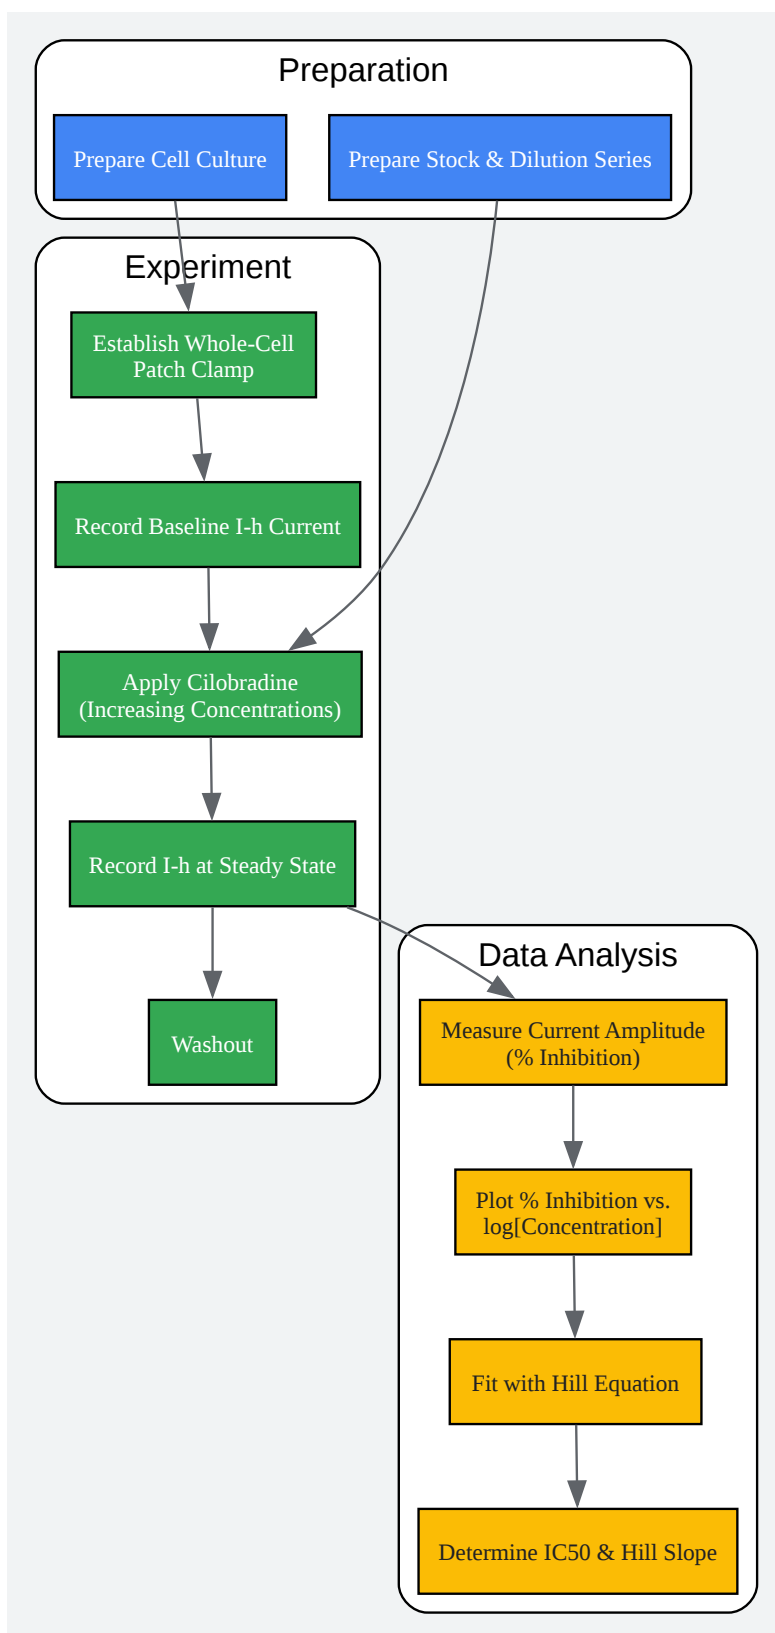 Preparation
Prepare Cell Culture
Prepare Stock & Dilution Series
Experiment
Establish Whole-Cell
Patch Clamp
Record Baseline I-h Current
Apply Cilobradine
(Increasing Concentrations)
Record I-h at Steady State
Washout
Data Analysis
Measure Current Amplitude
(% Inhibition)
Plot % Inhibition vs.
log[Concentration]
Fit with Hill Equation
Determine IC50 & Hill Slope